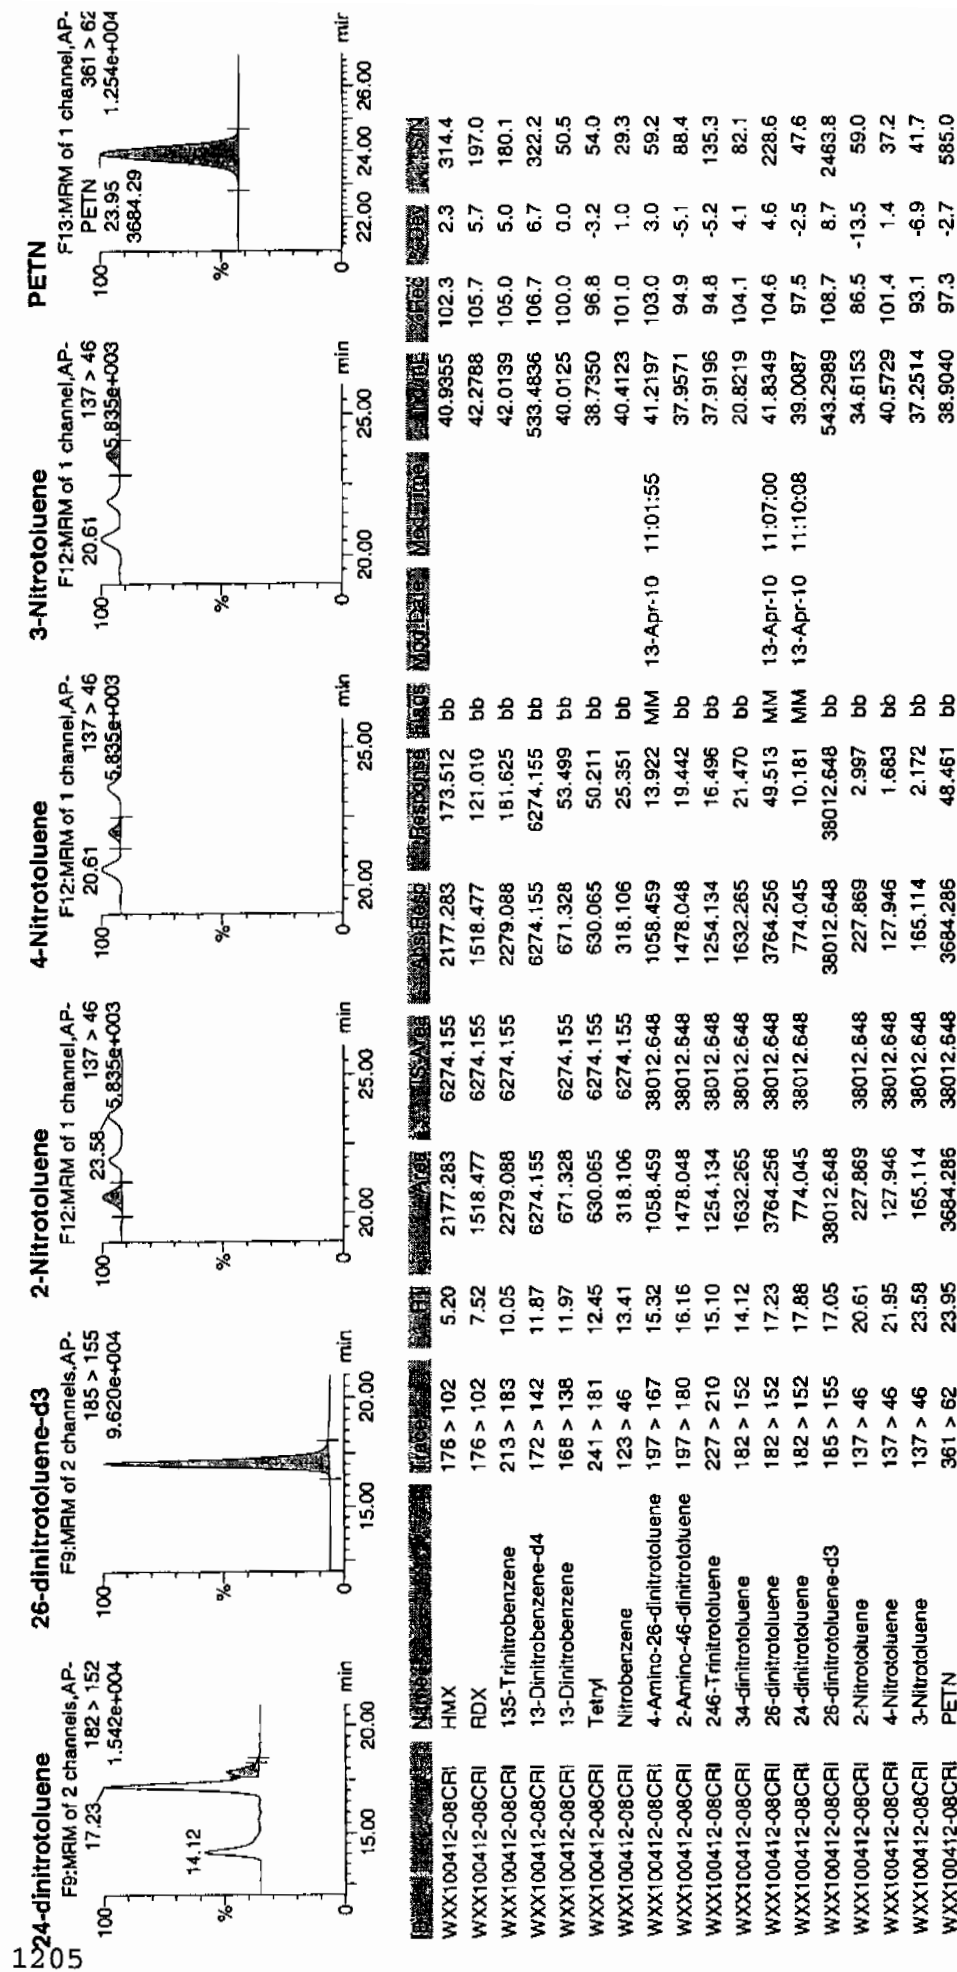 24-dinitrotoluene
F9:MRM of 2 channels,AP-
182 > 152
17.23
1.542e+004
100
14.12
%
0
15.00 20.00 min
26-dinitrotoluene-d3
F9:MRM of 2 channels,AP-
185 > 155
9.620e+004
100
%
0
15.00 20.00 min
2-Nitrotoluene
F12:MRM of 1 channel,AP-
137 > 46
23.58
5.835e+003
100
%
0
20.00 25.00 min
4-Nitrotoluene
F12:MRM of 1 channel,AP-
137 > 46
20.61
5.835e+003
100
%
0
20.00 25.00 min
3-Nitrotoluene
F12:MRM of 1 channel,AP-
137 > 46
20.61
5.835e+003
100
%
0
20.00 25.00 min
PETN
F13:MRM of 1 channel,AP-
PETN 361 > 62
23.95 1.254e+004
3684.29
100
%
0
22.00 24.00 26.00 min
Name Trace RT Area IS Area Abs.Resp Response Flags Mod.Date Mod.Time %Rec %Dev S/N
WXX100412-08CRI HMX 176 > 102 5.20 2177.283 6274.155 2177.283 173.512 bb 40.9355 102.3 2.3 314.4
WXX100412-08CRI RDX 176 > 102 7.52 1518.477 6274.155 1518.477 121.010 bb 42.2788 105.7 5.7 197.0
WXX100412-08CRI 135-Trinitrobenzene 213 > 183 10.05 2279.088 6274.155 2279.088 181.625 bb 42.0139 105.0 5.0 180.1
WXX100412-08CRI 13-Dinitrobenzene-d4 172 > 142 11.87 6274.155 6274.155 6274.155 bb 533.4836 106.7 6.7 322.2
WXX100412-08CRI 13-Dinitrobenzene 168 > 138 11.97 671.328 6274.155 671.328 53.499 bb 40.0125 100.0 0.0 50.5
WXX100412-08CRI Tetryl 241 > 181 12.45 630.065 6274.155 630.065 50.211 bb 38.7350 96.8 -3.2 54.0
WXX100412-08CRI Nitrobenzene 123 > 46 13.41 318.106 6274.155 318.106 25.351 bb 40.4123 101.0 1.0 29.3
WXX100412-08CRI 4-Amino-26-dinitrotoluene 197 > 167 15.32 1058.459 38012.648 1058.459 13.922 MM 13-Apr-10 11:01:55 41.2197 103.0 3.0 59.2
WXX100412-08CRI 2-Amino-46-dinitrotoluene 197 > 180 16.16 1478.048 38012.648 1478.048 19.442 bb 37.9571 94.9 -5.1 88.4
WXX100412-08CRI 246-Trinitrotoluene 227 > 210 15.10 1254.134 38012.648 1254.134 16.496 bb 37.9196 94.8 -5.2 135.3
WXX100412-08CRI 34-dinitrotoluene 182 > 152 14.12 1632.265 38012.648 1632.265 21.470 bb 20.8219 104.1 4.1 82.1
WXX100412-08CRI 26-dinitrotoluene 182 > 152 17.23 3764.256 38012.648 3764.256 49.513 MM 13-Apr-10 11:07:00 41.8349 104.6 4.6 228.6
WXX100412-08CRI 24-dinitrotoluene 182 > 152 17.88 774.045 38012.648 774.045 10.181 MM 13-Apr-10 11:10:08 39.0087 97.5 -2.5 47.6
WXX100412-08CRI 26-dinitrotoluene-d3 185 > 155 17.05 38012.648 38012.648 38012.648 bb 543.2989 108.7 8.7 2463.8
WXX100412-08CRI 2-Nitrotoluene 137 > 46 20.61 227.869 38012.648 227.869 2.997 bb 34.6153 86.5 -13.5 59.0
WXX100412-08CRI 4-Nitrotoluene 137 > 46 21.95 127.946 38012.648 127.946 1.683 bb 40.5729 101.4 1.4 37.2
WXX100412-08CRI 3-Nitrotoluene 137 > 46 23.58 165.114 38012.648 165.114 2.172 bb 37.2514 93.1 -6.9 41.7
WXX100412-08CRI PETN 361 > 62 23.95 3684.286 38012.648 3684.286 48.461 bb 38.9040 97.3 -2.7 585.0
1205